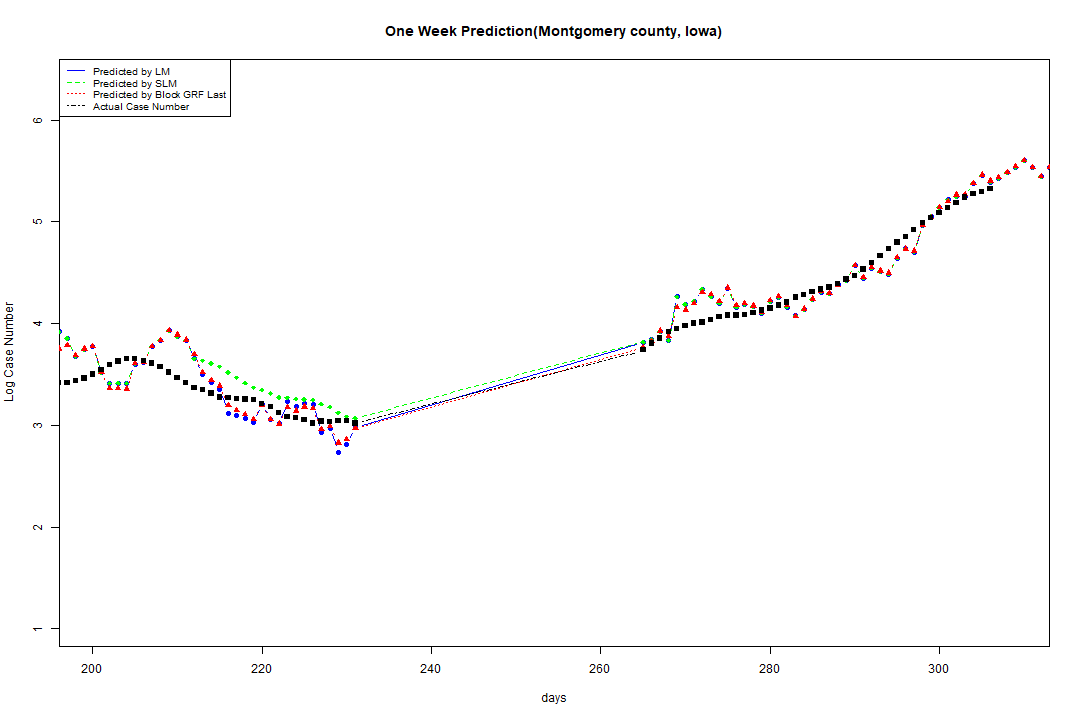 One Week Prediction(Montgomery county, Iowa)
Predicted by LM
Predicted by SLM
Predicted by Block GRF Last
Actual Case Number
Log Case Number
6
5
4
3
2
1
200 220 240 260 280 300
days